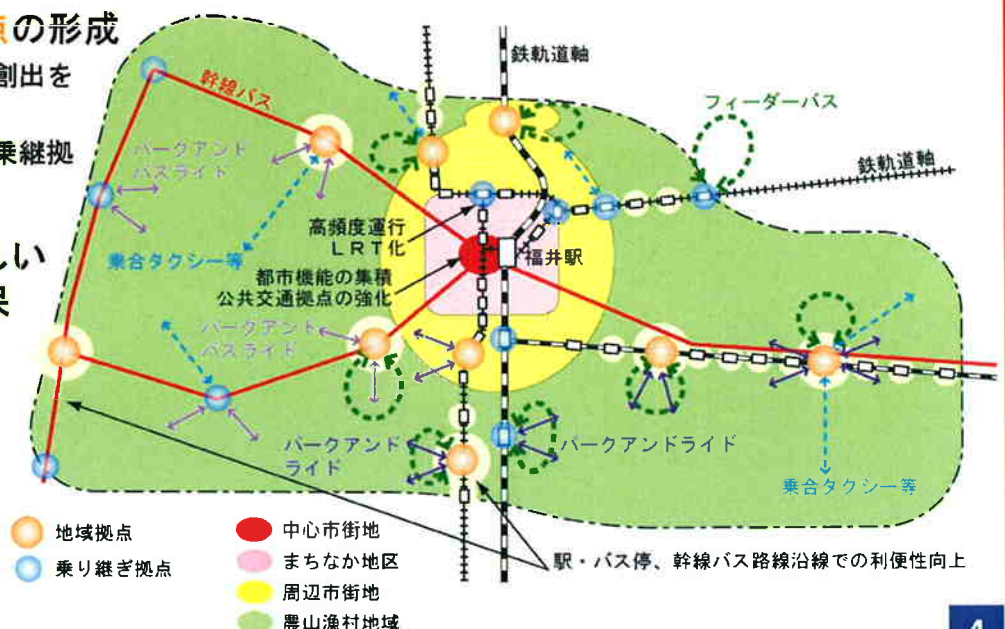 の形成
創出を
乗継拠
しい
鉄軌道軸
幹線バス
フィーダーバス
パークアンド
バスライド
鉄軌道軸
高頻度運行
LRT化
乗合タクシー等
都市機能の集積
公共交通拠点の強化
福井駅
パークアンド
バスライド
パークアンド
ライド
パークアンドライド
乗合タクシー等
地域拠点
乗り継ぎ拠点
中心市街地
まちなか地区
周辺市街地
農山漁村地域
駅・バス停、幹線バス路線沿線での利便性向上
4